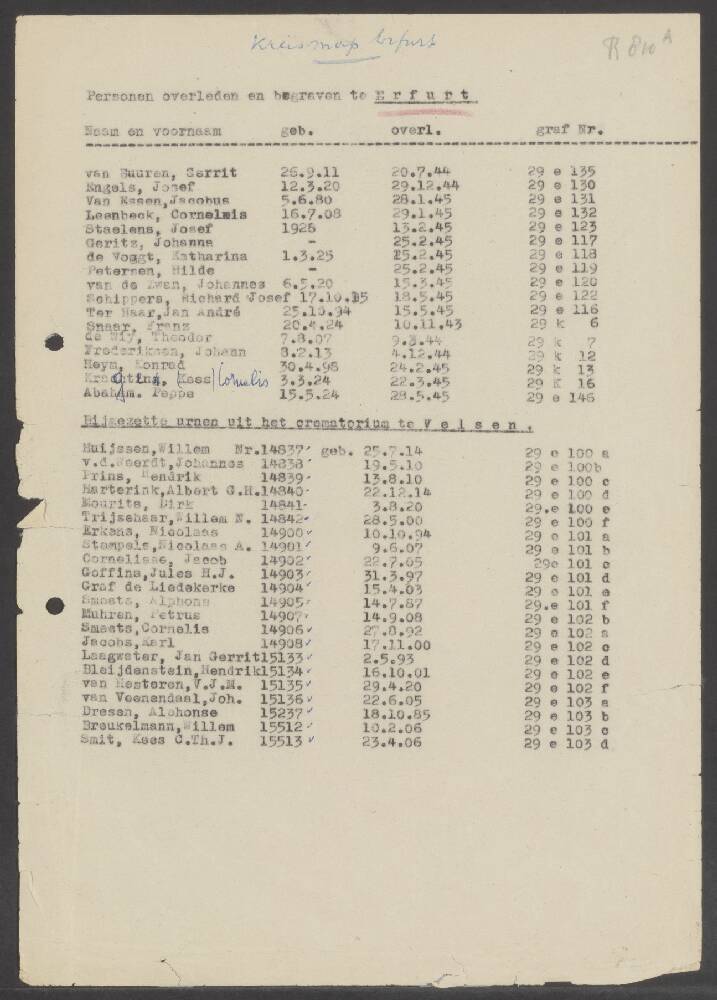 Kreismap Erfurt
R 810 A
Personen overleden en begraven te Erfurt
Naam en voornaam geb. overl. graf Nr.
van Buuren, Gerrit 26.9.11 20.7.44 29 e 135
Engels, Josef 12.3.20 29.12.44 29 e 130
Van Essen, Jacobus 5.6.80 28.1.45 29 e 131
Leenbeek, Cornelis 16.7.08 29.1.45 29 e 132
Staelens, Josef 1926 13.2.45 29 e 123
Geritz, Johanna - 25.2.45 29 e 117
de Voogt, Katharina 1.3.25 25.2.45 29 e 118
Petersen, Hilde - 25.2.45 29 e 119
van de Zwan, Johannes 6.5.20 15.3.45 29 e 120
Schippers, Richard Josef 17.10.15 18.5.45 29 e 122
Ter Haar, Jan André 25.10.94 15.5.45 29 e 116
Snaar, Franz 20.4.24 10.11.43 29 k 6
de Wij, Theodor 7.8.07 9.3.44 29 k 7
Frederiksen, Johann 8.2.13 4.12.44 29 k 12
Heyn, Konrad 30.4.98 24.2.45 29 k 13
Krachting, (Kees) Cornelis 3.3.24 22.3.45 29 K 16
Abaham. Peppe 15.5.24 28.5.45 29 e 146
Bijgezette urnen uit het crematorium te Velsen.
Huijssen, Willem Nr.14837 geb. 25.7.14 29 e 100 a
v.d.Weerdt, Johannes 14838 19.5.10 29 e 100b
Prins, Hendrik 14839 13.8.10 29 e 100 c
Harterink, Albert G.H. 14840 22.12.14 29 e 100 d
Mourits, Dirk 14841 3.8.20 29.e 100 e
Trijsehaar, Willem N. 14842 28.5.00 29 e 100 f
Erkens, Nicolaas 14900 10.10.94 29 e 101 a
Stempels, Nicolaas A. 14901 9.6.07 29 e 101 b
Cornelisse, Jacob 14902 22.7.05 29e 101 c
Goffins, Jules H.J. 14903 31.3.97 29 e 101 d
Graf de Liedekerke 14904 15.4.03 29 e 101 e
Smeets, Alphons 14905 14.7.87 29.e 101 f
Muhren, Petrus 14907 14.9.08 29 e 102 b
Smeets, Cornelis 14906 27.8.92 29 e 102 a
Jacobs, Karl 14908 17.11.00 29 e 102 c
Laagwater, Jan Gerrit 15133 2.5.93 29 e 102 d
Bleijdenstein, Hendrik 15134 16.10.01 29 e 102 e
van Hesteren, V.J.M. 15135 29.4.20 29 e 102 f
van Veenendaal, Joh. 15136 22.6.05 29 e 103 a
Dresen, Alphonse 15237 18.10.85 29 e 103 b
Breukelmann, Willem 15512 10.2.06 29 e 103 c
Smit, Kees C.Th.J. 15513 23.4.06 29 e 103 d